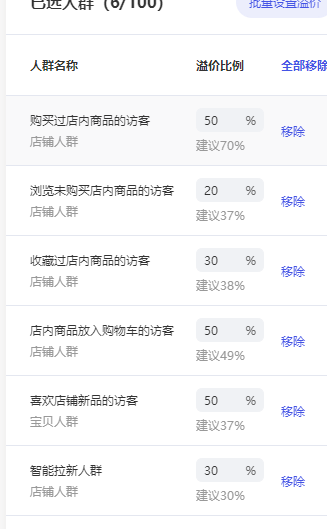 已选人群（6/100）
批量设置溢价
人群名称 溢价比例 全部移除
购买过店内商品的访客 50 % 移除
店铺人群 建议70%
浏览未购买店内商品的访客 20 % 移除
店铺人群 建议37%
收藏过店内商品的访客 30 % 移除
店铺人群 建议38%
店内商品放入购物车的访客 50 % 移除
店铺人群 建议49%
喜欢店铺新品的访客 50 % 移除
宝贝人群 建议37%
智能拉新人群 30 % 移除
店铺人群 建议30%